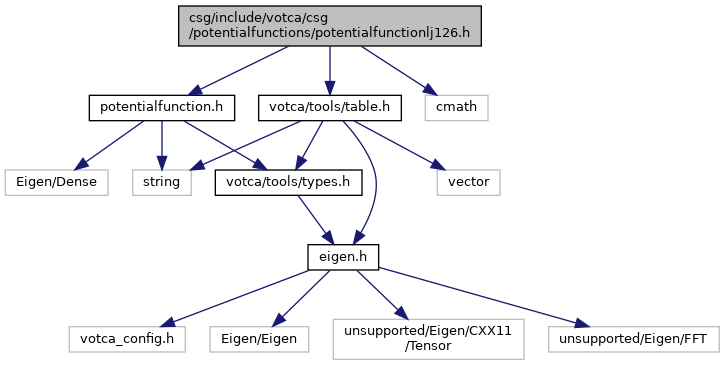 csg/include/votca/csg
/potentialfunctions/potentialfunctionlj126.h
potentialfunction.h
votca/tools/table.h
cmath
Eigen/Dense
string
votca/tools/types.h
vector
eigen.h
votca_config.h
Eigen/Eigen
unsupported/Eigen/CXX11
/Tensor
unsupported/Eigen/FFT